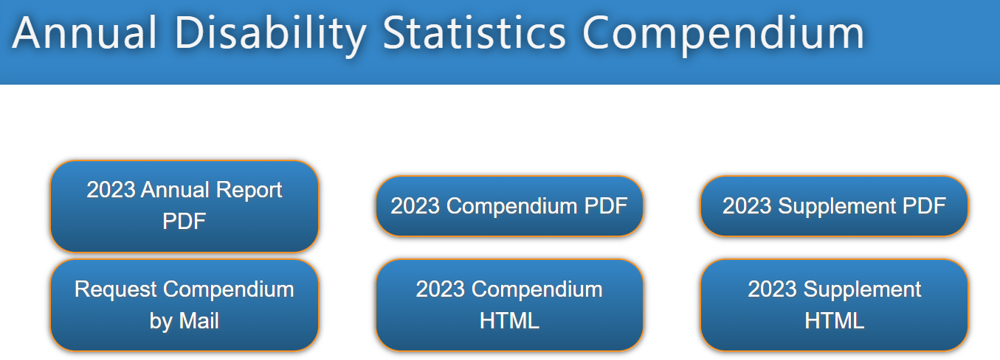 Annual Disability Statistics Compendium
2023 Annual Report
PDF
2023 Compendium PDF
2023 Supplement PDF
Request Compendium
by Mail
2023 Compendium
HTML
2023 Supplement
HTML